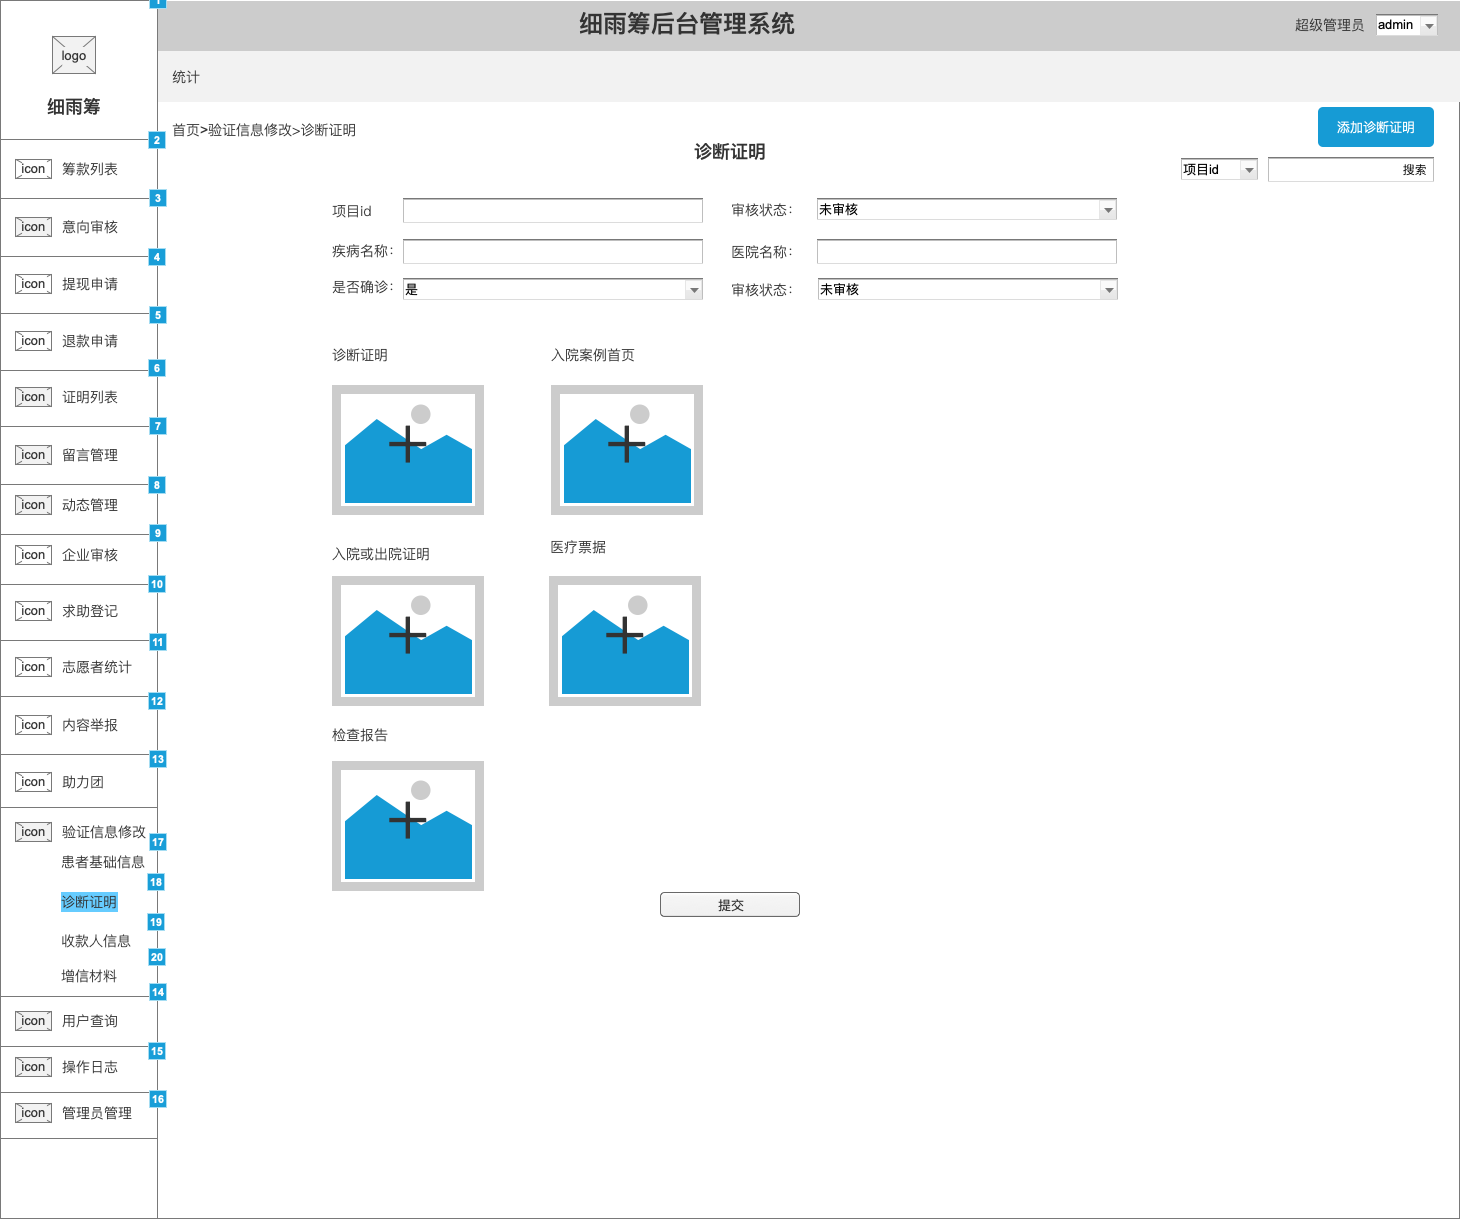 1
细雨筹后台管理系统
超级管理员 admin
logo
细雨筹
统计
2
首页>验证信息修改>诊断证明
添加诊断证明
诊断证明
项目id 搜索
icon 筹款列表
3
icon 意向审核
4
icon 提现申请
5
icon 退款申请
6
icon 证明列表
7
icon 留言管理
8
icon 动态管理
9
icon 企业审核
10
icon 求助登记
11
icon 志愿者统计
12
icon 内容举报
13
icon 助力团
icon 验证信息修改
17
患者基础信息
18
诊断证明
19
收款人信息
20
增信材料
14
icon 用户查询
15
icon 操作日志
16
icon 管理员管理
项目id
审核状态： 未审核
疾病名称：
医院名称：
是否确诊： 是
审核状态： 未审核
诊断证明
入院案例首页
入院或出院证明
医疗票据
检查报告
提交